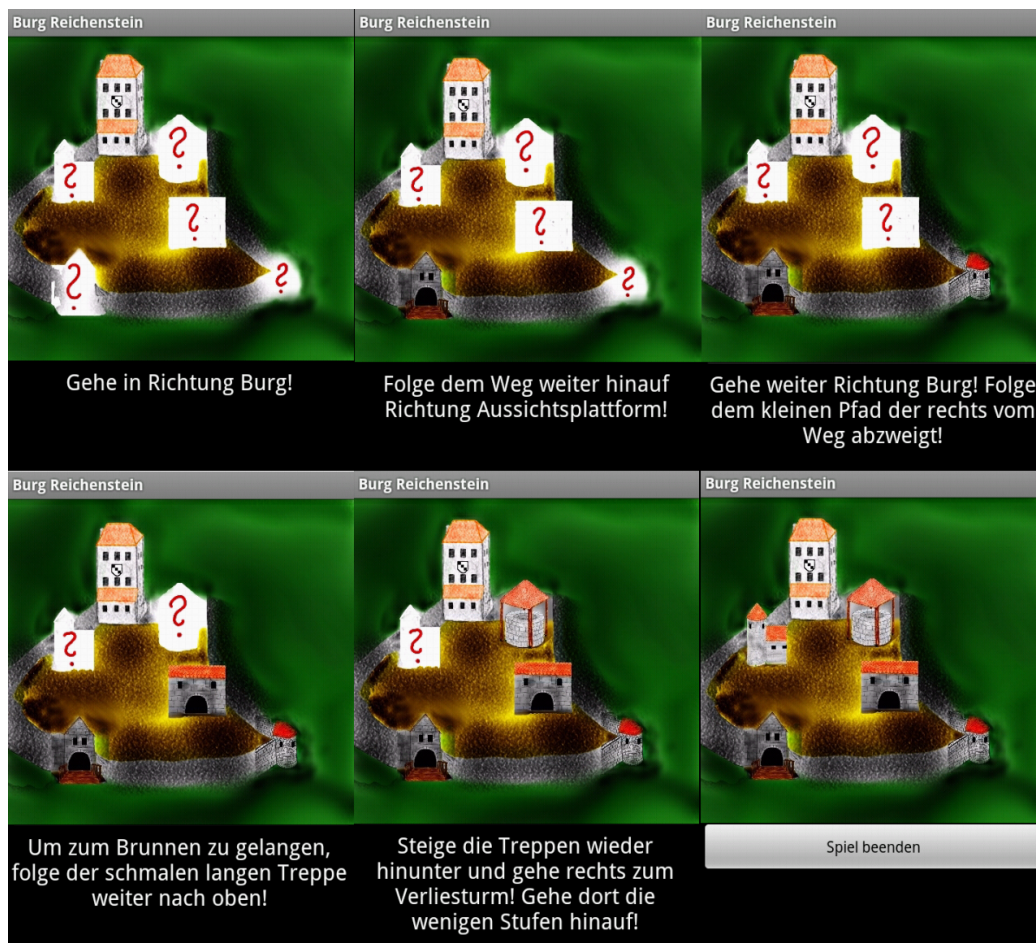 Burg Reichenstein
?
?
?
?
?
Gehe in Richtung Burg!
Burg Reichenstein
?
?
?
?
Folge dem Weg weiter hinauf
Richtung Aussichtsplattform!
Burg Reichenstein
?
?
?
Gehe weiter Richtung Burg! Folge
dem kleinen Pfad der rechts vom
Weg abzweigt!
Burg Reichenstein
?
?
Um zum Brunnen zu gelangen,
folge der schmalen langen Treppe
weiter nach oben!
Burg Reichenstein
?
Steige die Treppen wieder
hinunter und gehe rechts zum
Verliesturm! Gehe dort die
wenigen Stufen hinauf!
Burg Reichenstein
Spiel beenden